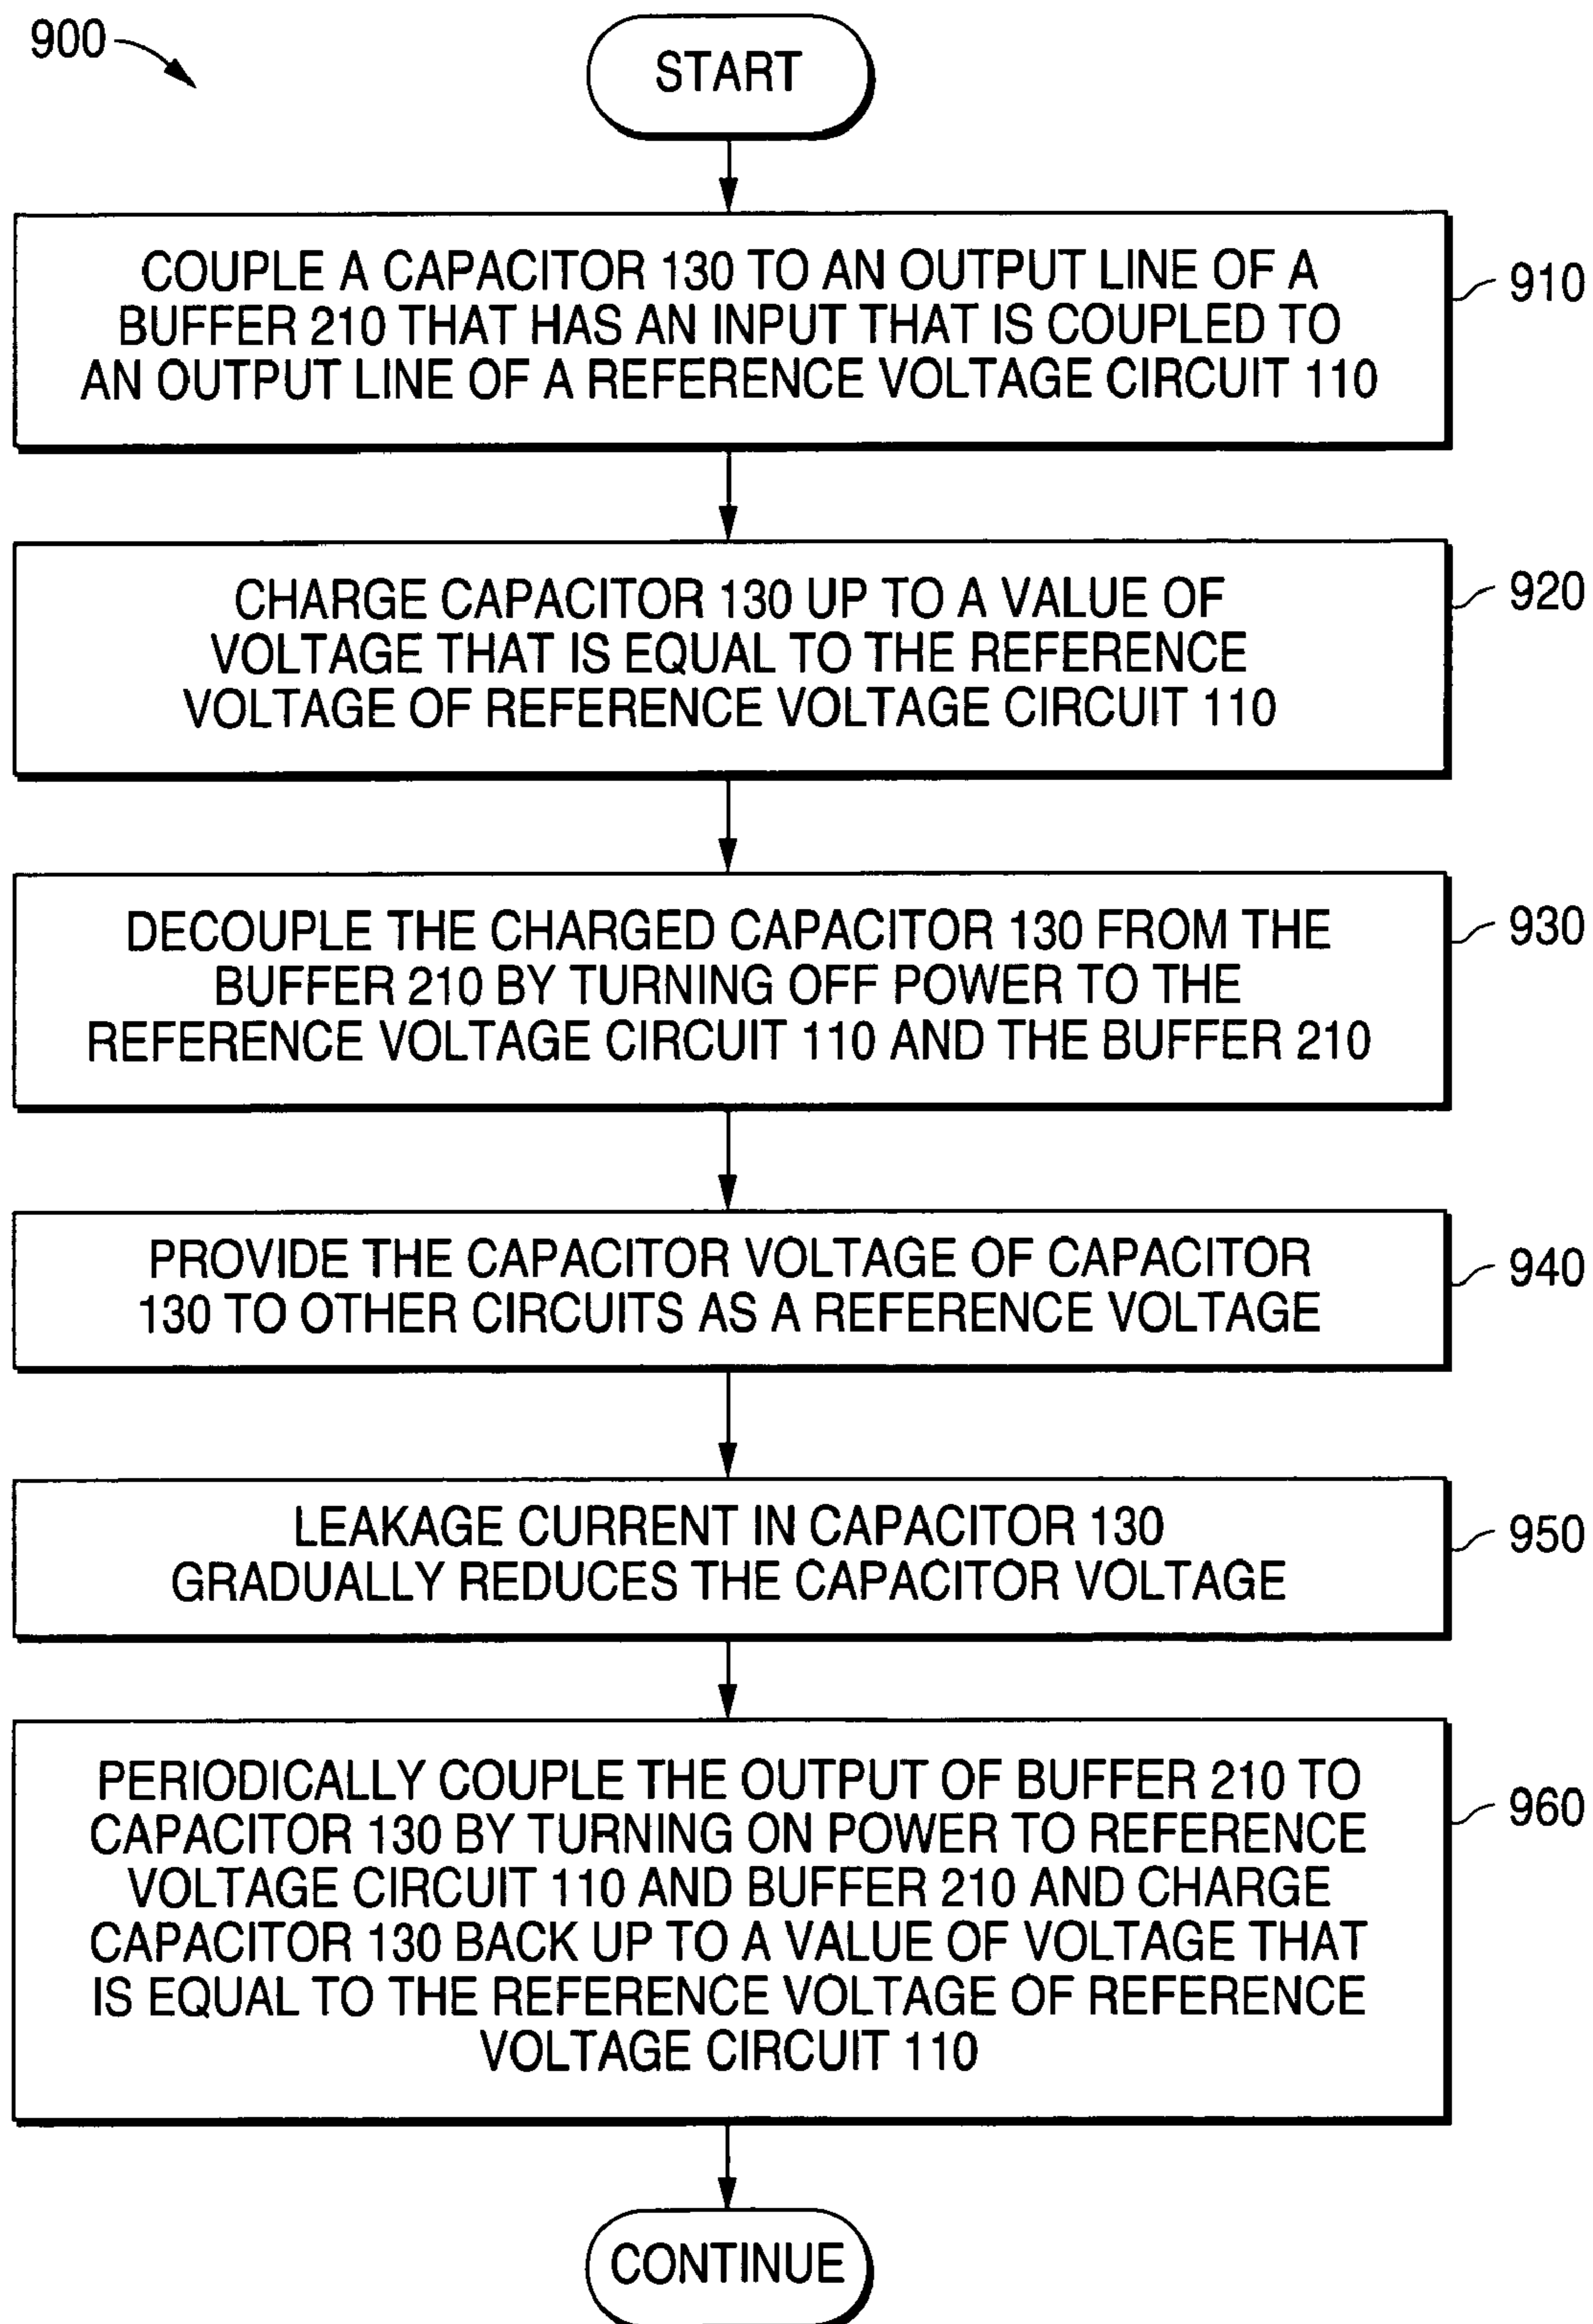 900
START
COUPLE A CAPACITOR 130 TO AN OUTPUT LINE OF A
BUFFER 210 THAT HAS AN INPUT THAT IS COUPLED TO
AN OUTPUT LINE OF A REFERENCE VOLTAGE CIRCUIT 110
910
CHARGE CAPACITOR 130 UP TO A VALUE OF
VOLTAGE THAT IS EQUAL TO THE REFERENCE
VOLTAGE OF REFERENCE VOLTAGE CIRCUIT 110
920
DECOUPLE THE CHARGED CAPACITOR 130 FROM THE
BUFFER 210 BY TURNING OFF POWER TO THE
REFERENCE VOLTAGE CIRCUIT 110 AND THE BUFFER 210
930
PROVIDE THE CAPACITOR VOLTAGE OF CAPACITOR
130 TO OTHER CIRCUITS AS A REFERENCE VOLTAGE
940
LEAKAGE CURRENT IN CAPACITOR 130
GRADUALLY REDUCES THE CAPACITOR VOLTAGE
950
PERIODICALLY COUPLE THE OUTPUT OF BUFFER 210 TO
CAPACITOR 130 BY TURNING ON POWER TO REFERENCE
VOLTAGE CIRCUIT 110 AND BUFFER 210 AND CHARGE
CAPACITOR 130 BACK UP TO A VALUE OF VOLTAGE THAT
IS EQUAL TO THE REFERENCE VOLTAGE OF REFERENCE
VOLTAGE CIRCUIT 110
960
CONTINUE